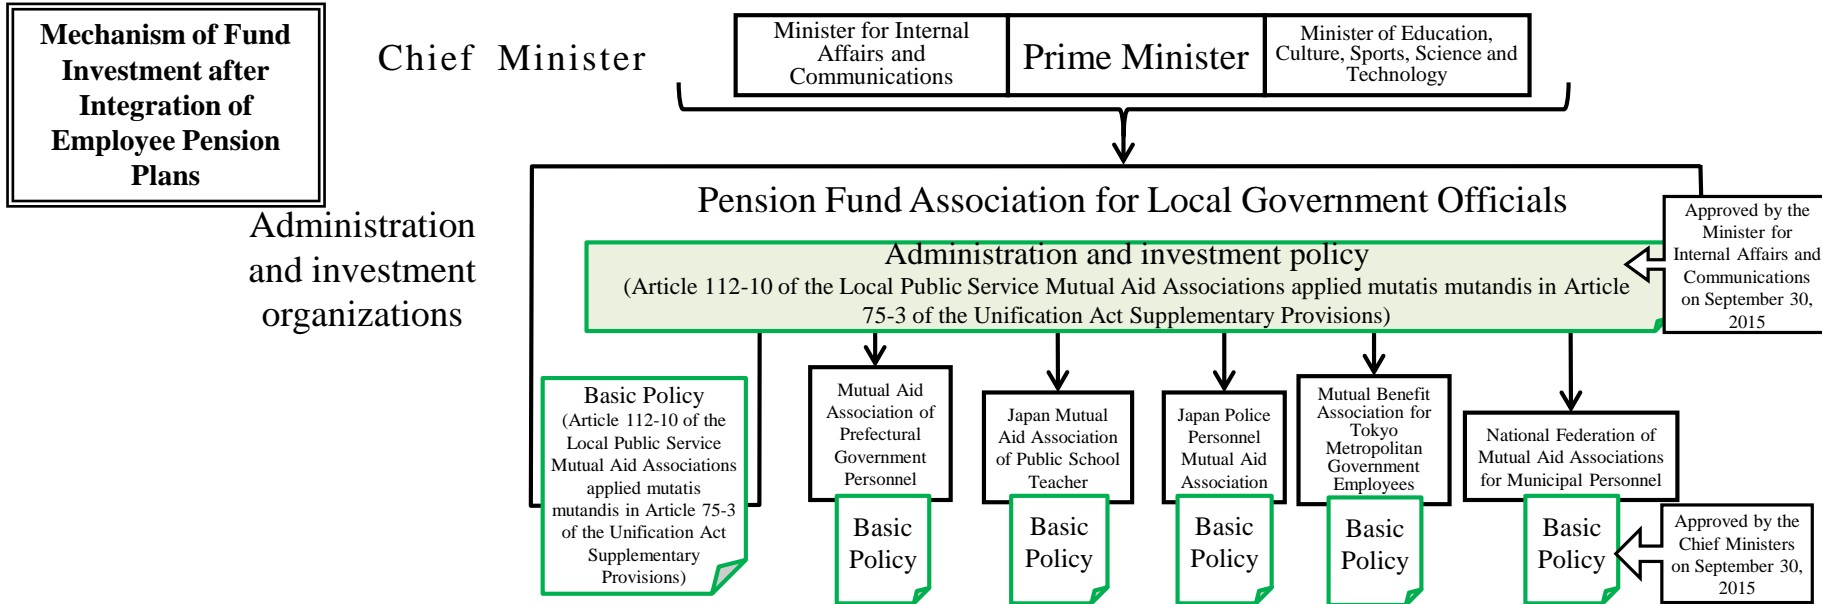 Mechanism of Fund
Investment after
Integration of
Employee Pension
Plans
Chief Minister
Minister for Internal
Affairs and
Communications
Prime Minister
Minister of Education,
Culture, Sports, Science and
Technology
Administration
and investment
organizations
Pension Fund Association for Local Government Officials
Administration and investment policy
(Article 112-10 of the Local Public Service Mutual Aid Associations applied mutatis mutandis in Article
75-3 of the Unification Act Supplementary Provisions)
Approved by the
Minister for
Internal Affairs and
Communications
on September 30,
2015
Basic Policy
(Article 112-10 of the
Local Public Service
Mutual Aid Associations
applied mutatis
mutandis in Article 75-3
of the Unification Act
Supplementary
Provisions)
Mutual Aid
Association of
Prefectural
Government
Personnel
Basic
Policy
Japan Mutual
Aid Association
of Public School
Teacher
Basic
Policy
Japan Police
Personnel
Mutual Aid
Association
Basic
Policy
Mutual Benefit
Association for
Tokyo
Metropolitan
Government
Employees
Basic
Policy
National Federation of
Mutual Aid Associations
for Municipal Personnel
Basic
Policy
Approved by the
Chief Ministers
on September 30,
2015